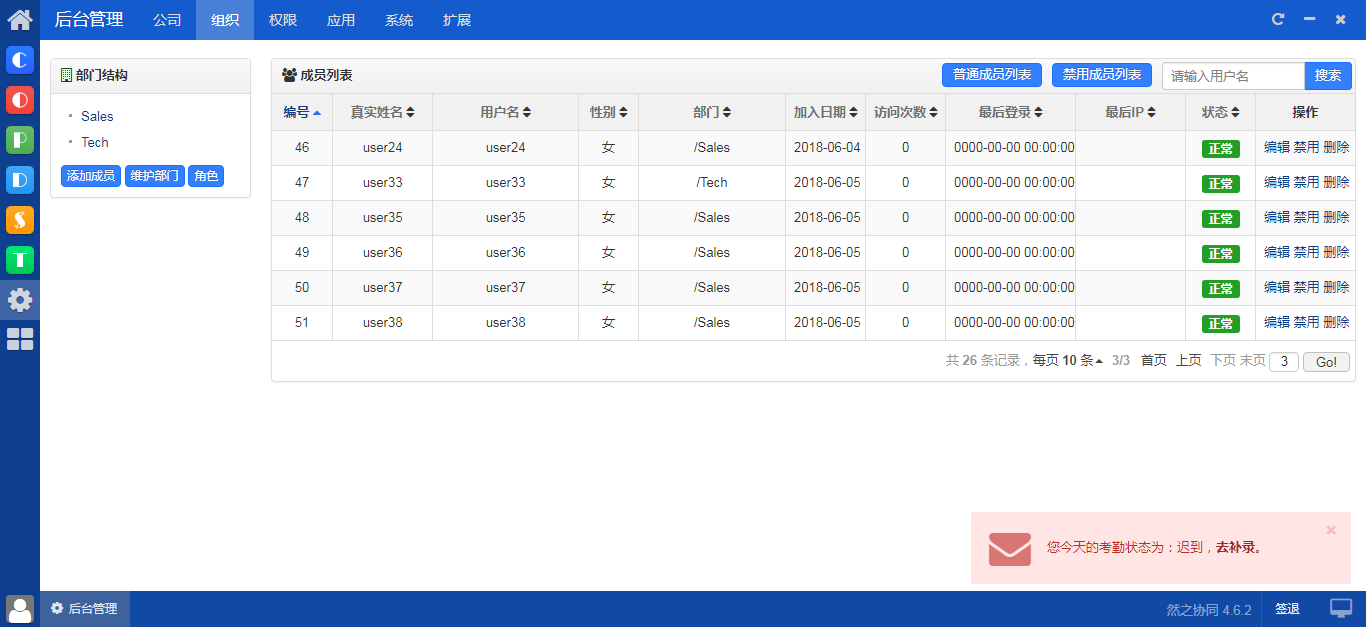 后台管理 公司 组织 权限 应用 系统 扩展
部门结构
Sales
Tech
添加成员 维护部门 角色
成员列表 普通成员列表 禁用成员列表 请输入用户名 搜索
编号 真实姓名 用户名 性别 部门 加入日期 访问次数 最后登录 最后IP 状态 操作
46 user24 user24 女 /Sales 2018-06-04 0 0000-00-00 00:00:00 正常 编辑 禁用 删除
47 user33 user33 女 /Tech 2018-06-05 0 0000-00-00 00:00:00 正常 编辑 禁用 删除
48 user35 user35 女 /Sales 2018-06-05 0 0000-00-00 00:00:00 正常 编辑 禁用 删除
49 user36 user36 女 /Sales 2018-06-05 0 0000-00-00 00:00:00 正常 编辑 禁用 删除
50 user37 user37 女 /Sales 2018-06-05 0 0000-00-00 00:00:00 正常 编辑 禁用 删除
51 user38 user38 女 /Sales 2018-06-05 0 0000-00-00 00:00:00 正常 编辑 禁用 删除
共 26 条记录，每页 10 条 3/3 首页 上页 下页 末页 3 Go!
您今天的考勤状态为：迟到，去补录。
后台管理 然之协同 4.6.2 签退